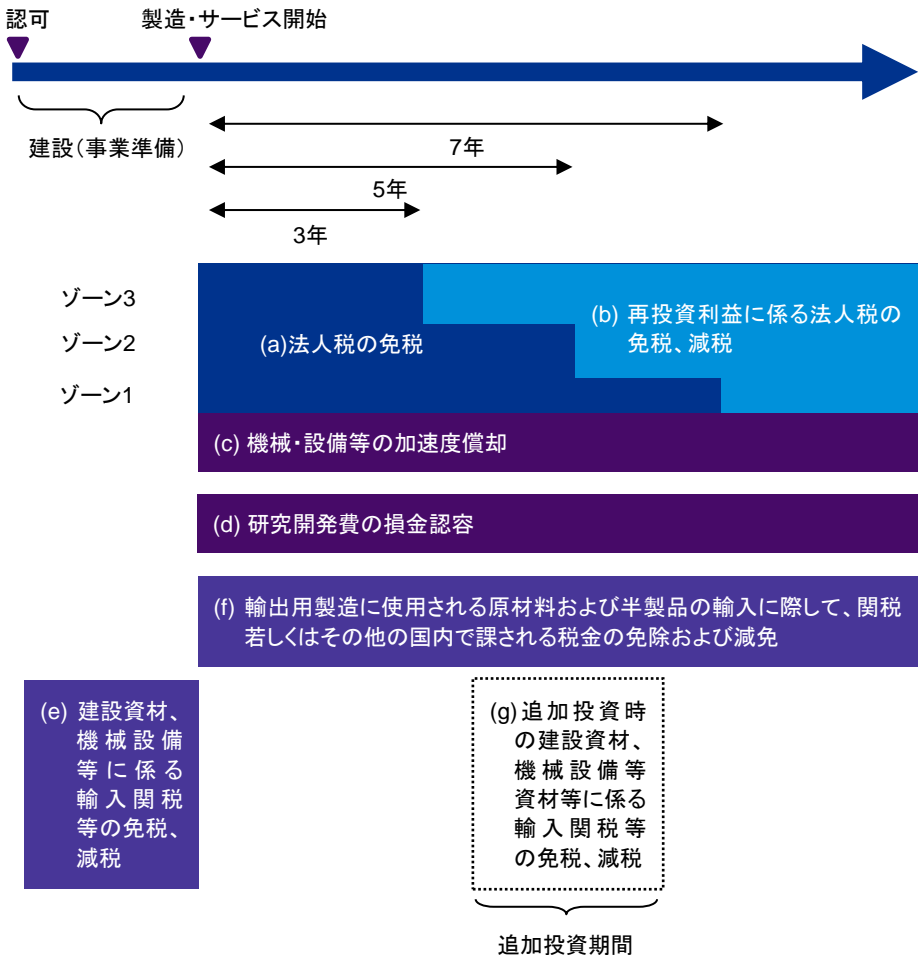 認可
製造・サービス開始
建設(事業準備)
7年
5年
3年
ゾーン3
ゾーン2
ゾーン1
(a)法人税の免税
(b) 再投資利益に係る法人税の
免税、減税
(c) 機械・設備等の加速度償却
(d) 研究開発費の損金認容
(f) 輸出用製造に使用される原材料および半製品の輸入に際して、関税
若しくはその他の国内で課される税金の免除および減免
(e) 建設資材、
機械設備
等に係る
輸入関税
等の免税、
減税
(g)追加投資時
の建設資材、
機械設備等
資材等に係る
輸入関税等
の免税、減税
追加投資期間